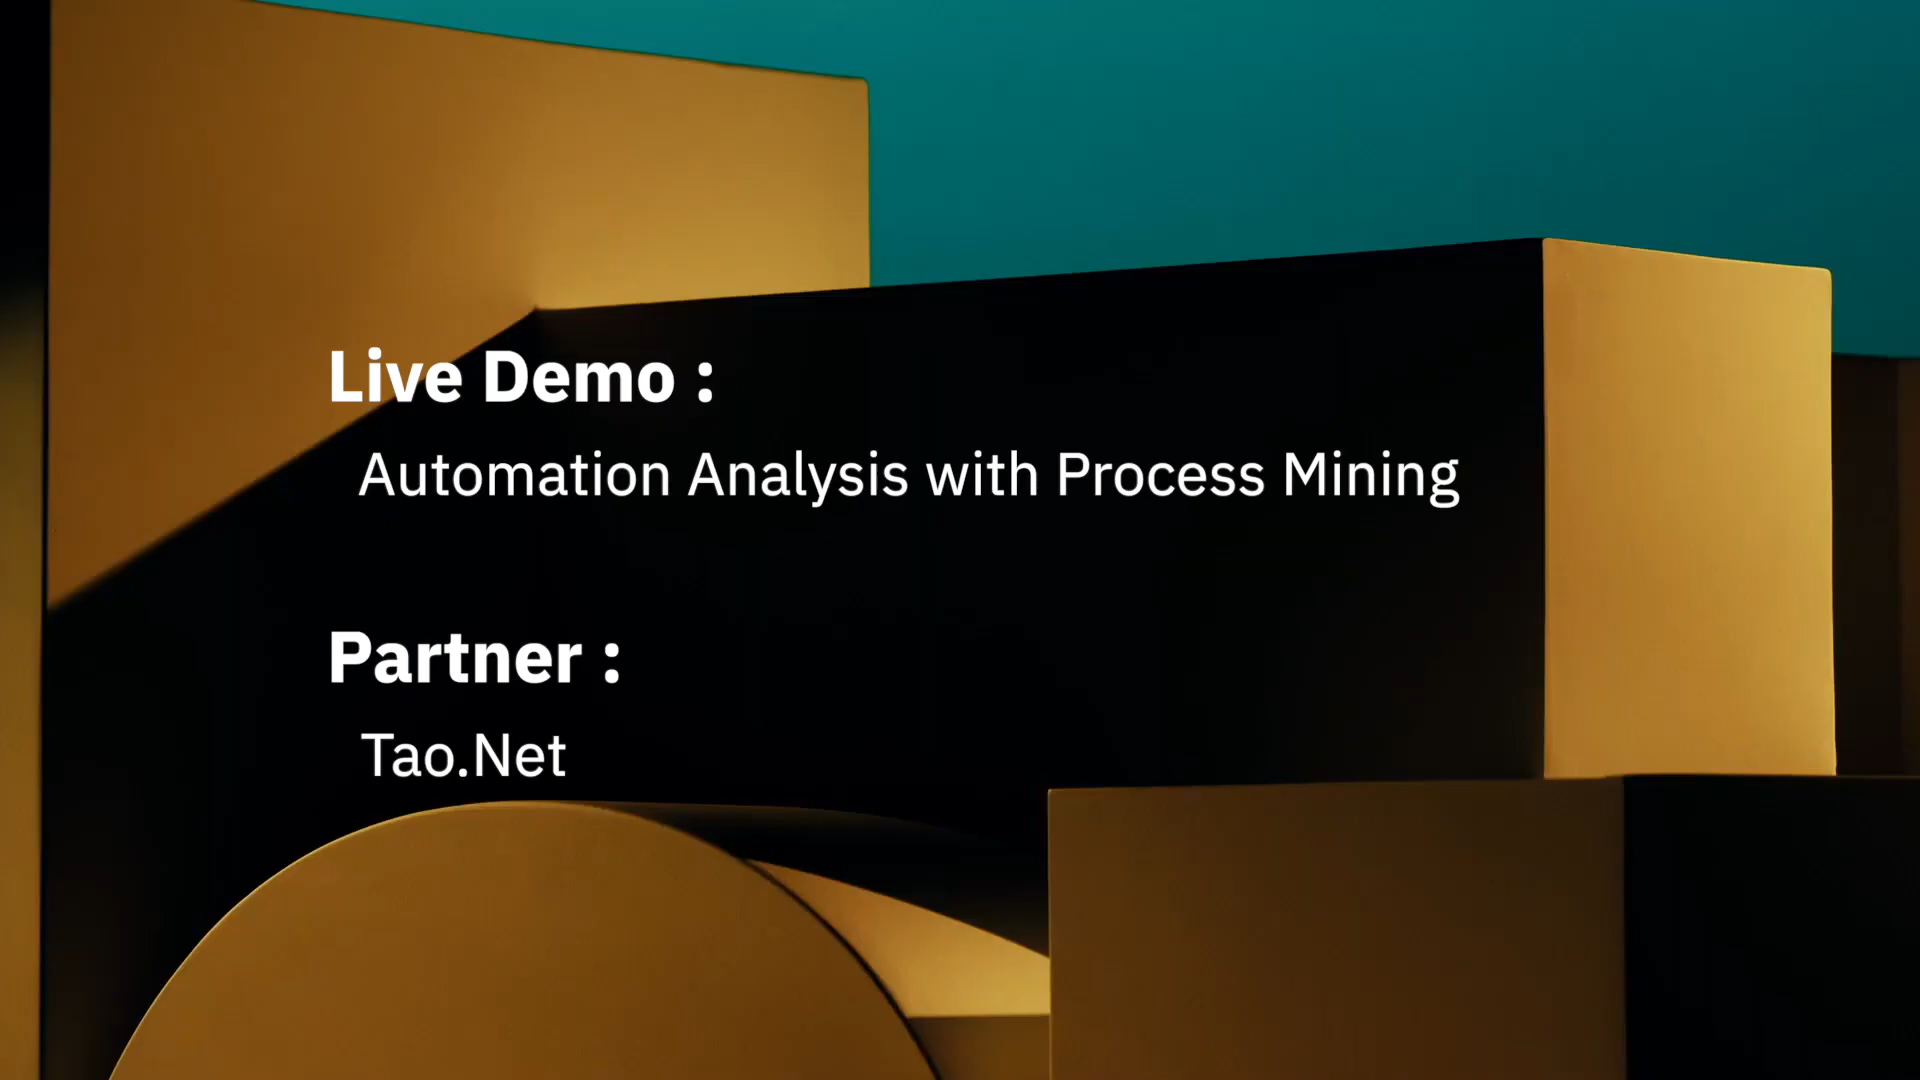 Live Demo :
Automation Analysis with Process Mining
Partner :
Tao.Net